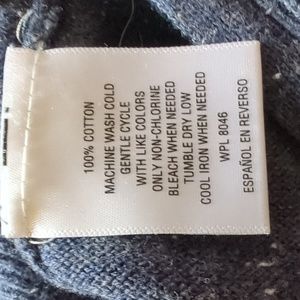 100% COTTON
MACHINE WASH COLD
GENTLE CYCLE
WITH LIKE COLORS
ONLY NON-CHLORINE
BLEACH WHEN NEEDED
TUMBLE DRY LOW
COOL IRON WHEN NEEDED
WPL 8046
ESPAÑOL EN REVERSO